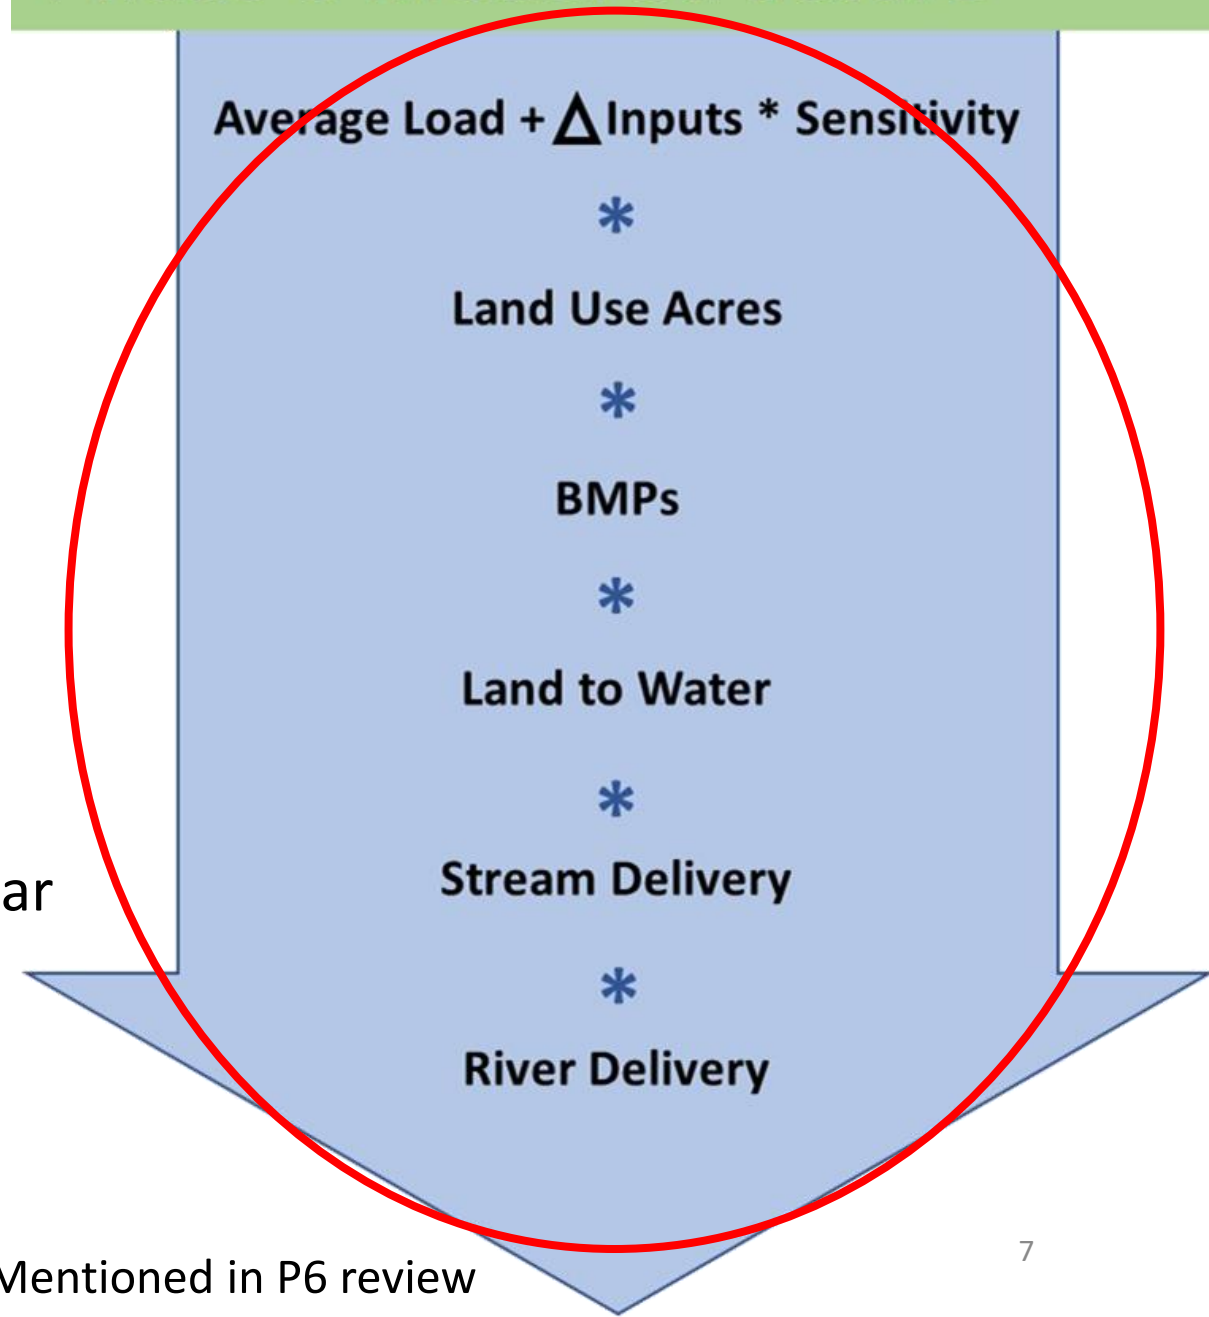 Average Load + Δ Inputs * Sensitivity
*
Land Use Acres
*
BMPs
*
Land to Water
*
Stream Delivery
ar
*
River Delivery
7
Mentioned in P6 review